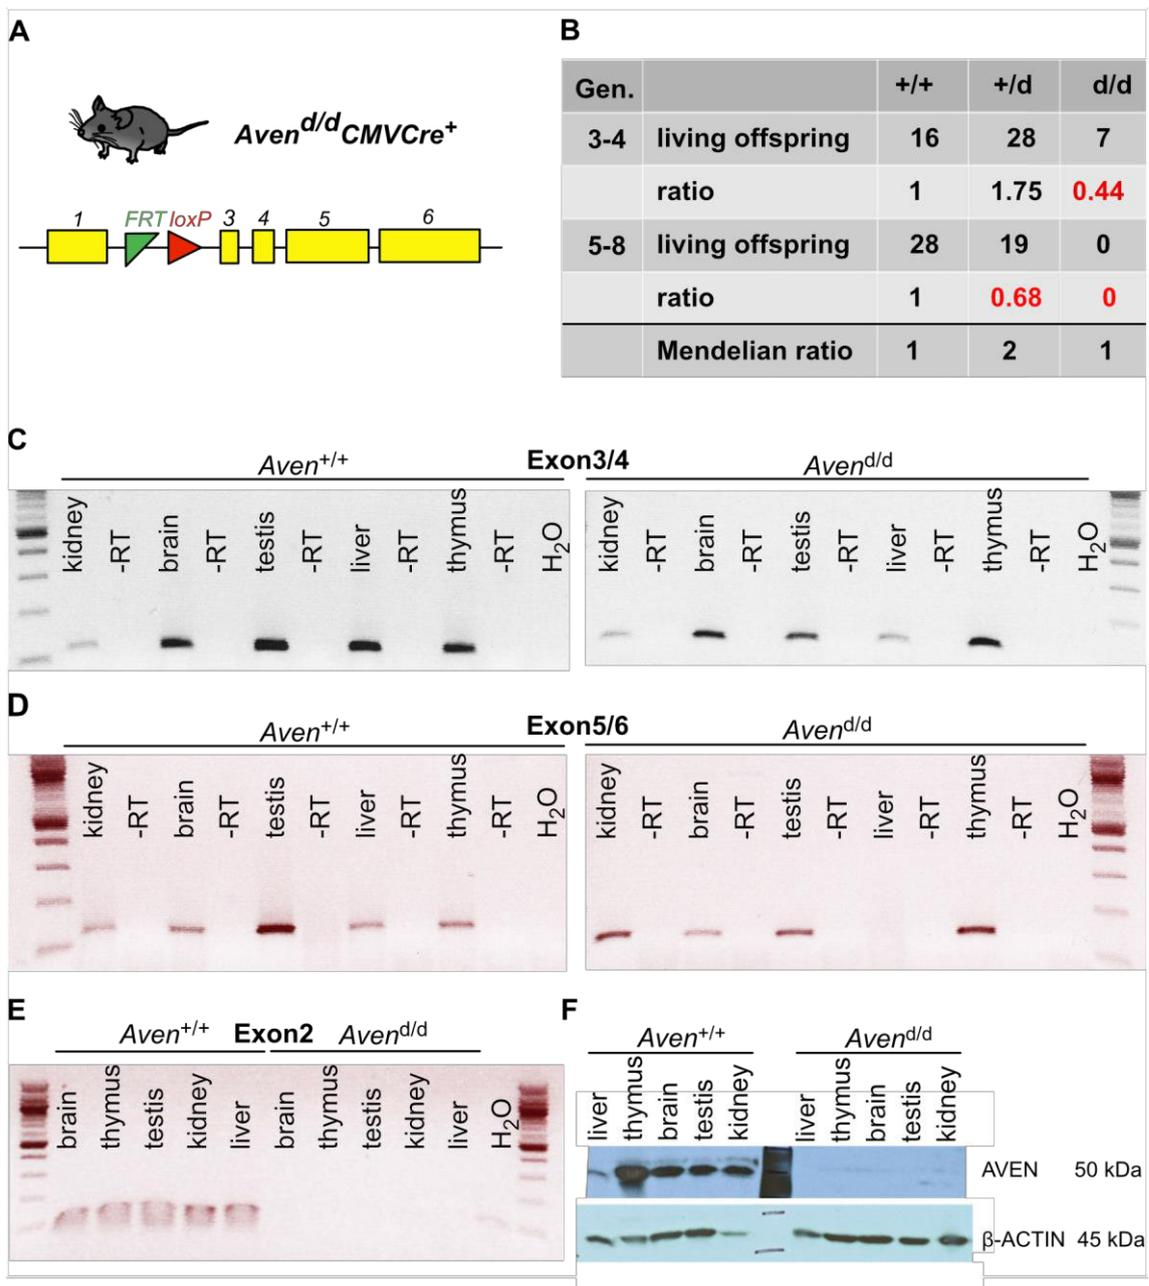 A
Aven^d/d CMVCre^+
1 FRT loxP 3 4 5 6
B
Gen. +/+ +/d d/d
3-4 living offspring 16 28 7
ratio 1 1.75 0.44
5-8 living offspring 28 19 0
ratio 1 0.68 0
Mendelian ratio 1 2 1
C
Aven^+/+ Exon3/4 Aven^d/d
kidney -RT brain -RT testis -RT liver -RT thymus -RT H₂O kidney -RT brain -RT testis -RT liver -RT thymus -RT H₂O
D
Aven^+/+ Exon5/6 Aven^d/d
kidney -RT brain -RT testis -RT liver -RT thymus -RT H₂O kidney -RT brain -RT testis -RT liver -RT thymus -RT H₂O
E
Aven^+/+ Exon2 Aven^d/d
brain thymus testis kidney liver brain thymus testis kidney liver H₂O
F
Aven^+/+ Aven^d/d
liver thymus brain testis kidney liver thymus brain testis kidney
AVEN 50 kDa
β-ACTIN 45 kDa